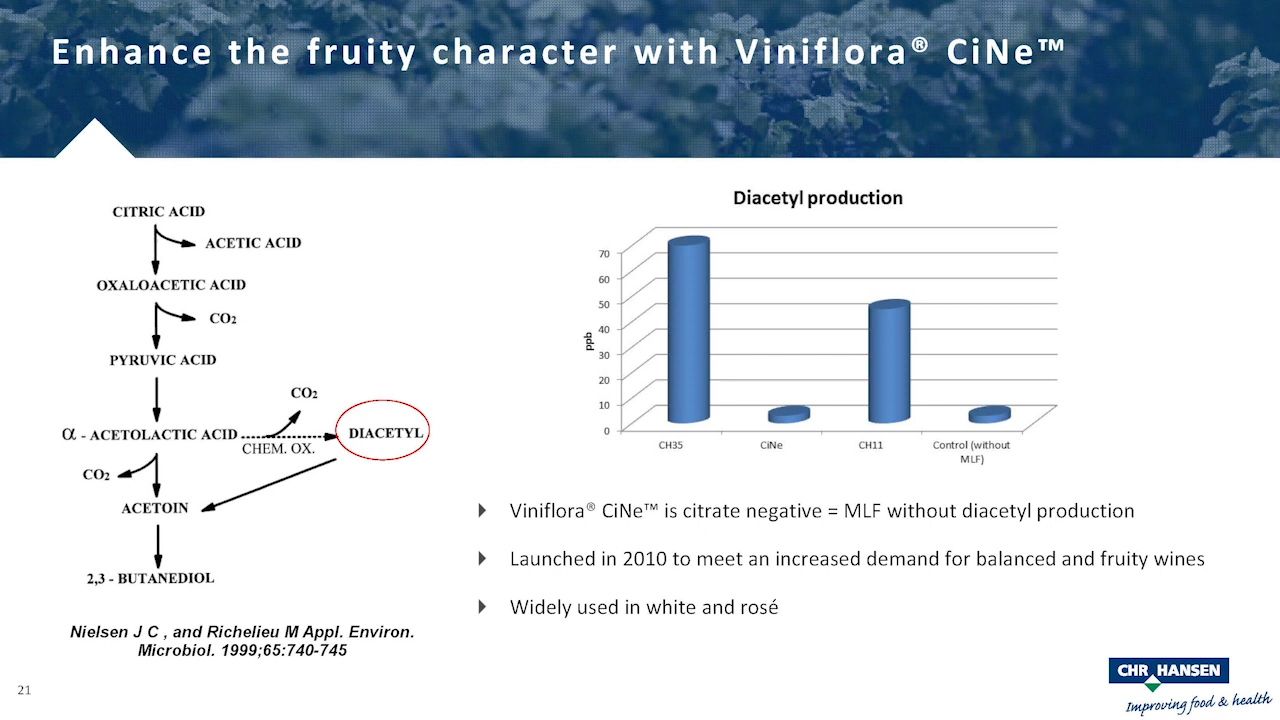 Enhance the fruity character with Viniflora® CiNe™
CITRIC ACID
ACETIC ACID
OXALOACETIC ACID
CO2
PYRUVIC ACID
CO2
α - ACETOLACTIC ACID
CHEM. OX.
DIACETYL
CO2
ACETOIN
2,3 - BUTANEDIOL
Nielsen J C , and Richelieu M Appl. Environ.
Microbiol. 1999;65:740-745
Diacetyl production
ppb
70
60
50
40
30
20
10
0
CH35
CiNe
CH11
Control (without
MLF)
Viniflora® CiNe™ is citrate negative = MLF without diacetyl production
Launched in 2010 to meet an increased demand for balanced and fruity wines
Widely used in white and rosé
21
CHR HANSEN
Improving food & health